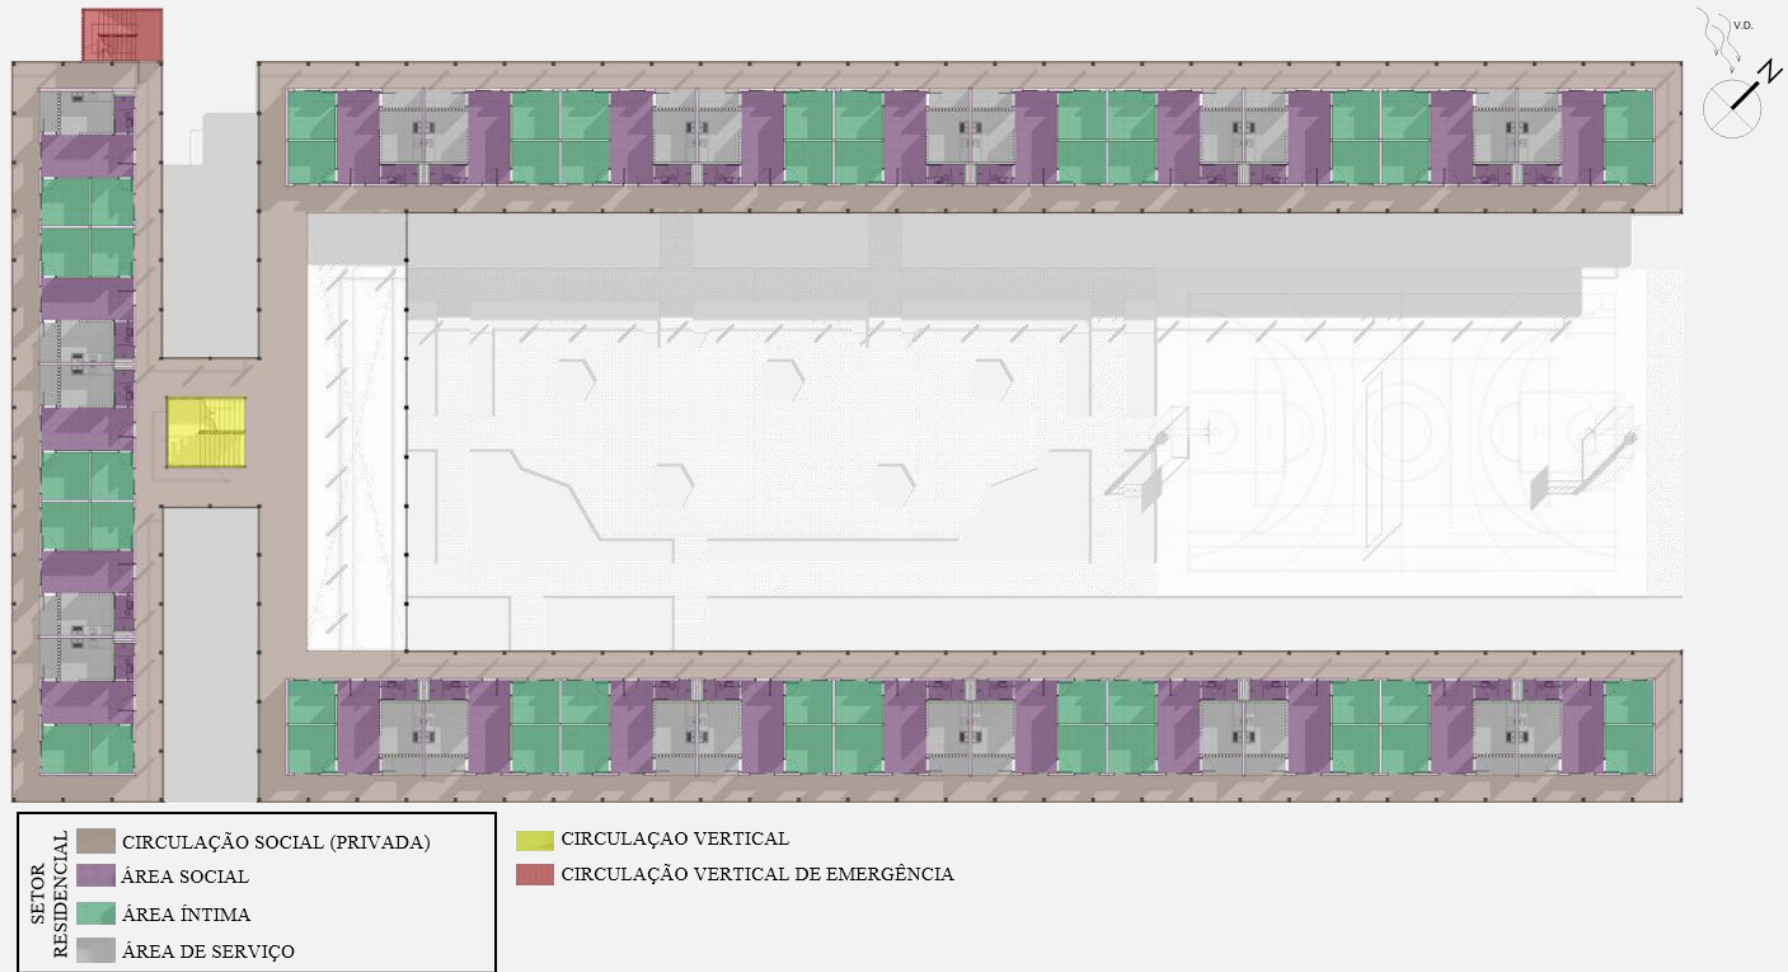 V.D.
N
SETOR
RESIDENCIAL
CIRCULAÇÃO SOCIAL (PRIVADA)
ÁREA SOCIAL
ÁREA ÍNTIMA
ÁREA DE SERVIÇO
CIRCULAÇAO VERTICAL
CIRCULAÇÃO VERTICAL DE EMERGÊNCIA